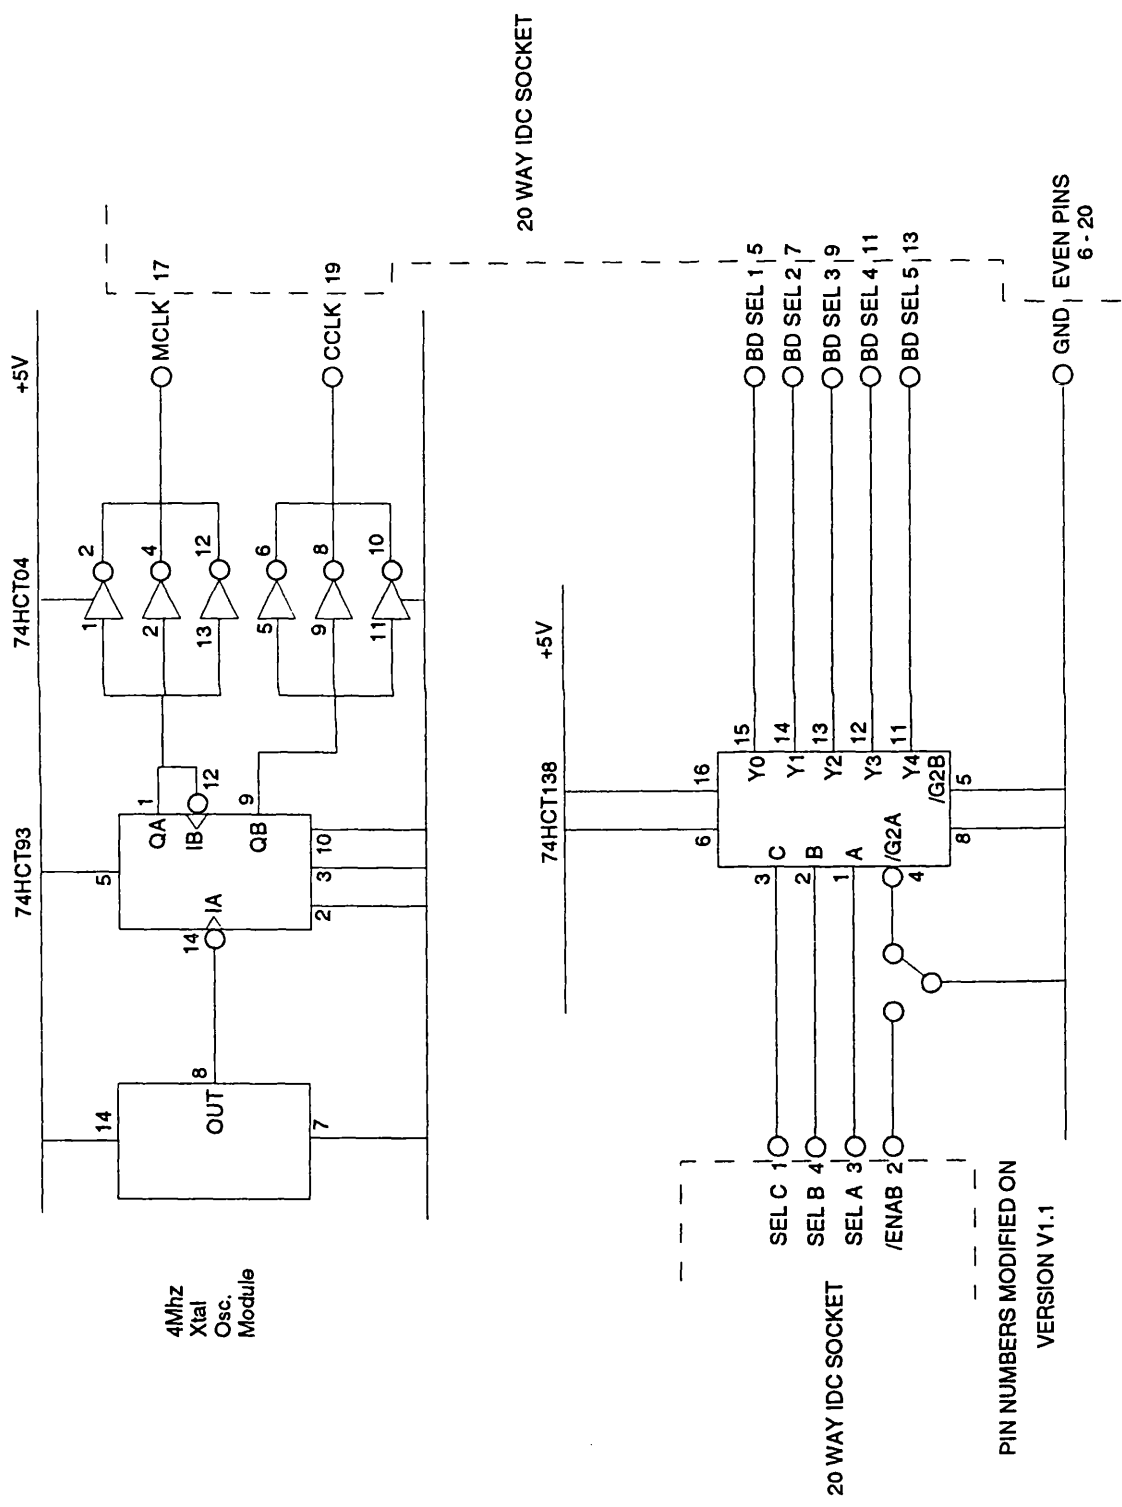 74HCT93
74HCT04
+5V
4Mhz
Xtal
Osc.
Module
14
OUT
8
7
5
14
IA
QA
1
IB
12
QB
9
2
3
10
1
2
2
4
13
12
5
6
9
8
11
10
MCLK
17
CCLK
19
20 WAY IDC SOCKET
74HCT138
+5V
SEL C
1
SEL B
4
SEL A
3
/ENAB
2
20 WAY IDC SOCKET
6
16
3
C
2
B
1
A
4
/G2A
8
/G2B
5
Y0
15
Y1
14
Y2
13
Y3
12
Y4
11
BD SEL 1
5
BD SEL 2
7
BD SEL 3
9
BD SEL 4
11
BD SEL 5
13
GND
EVEN PINS
6 - 20
PIN NUMBERS MODIFIED ON
VERSION V1.1